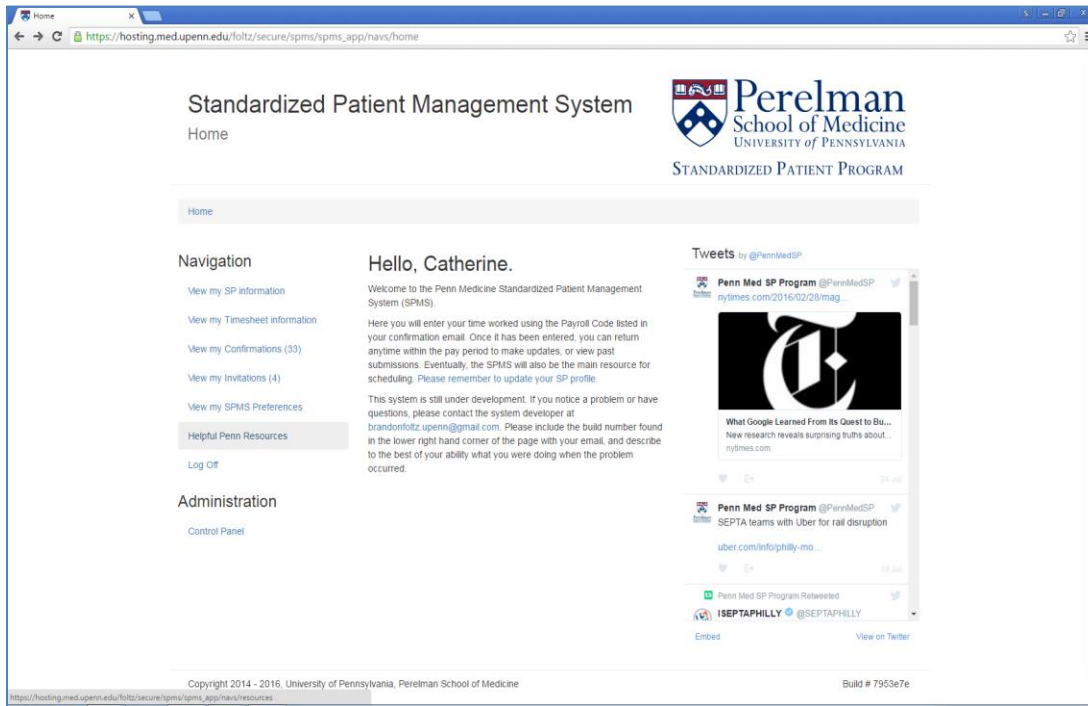 Home
https://hosting.med.upenn.edu/foltz/secure/spms/spms_app/navs/home
Standardized Patient Management System
Home
Perelman
School of Medicine
UNIVERSITY of PENNSYLVANIA
STANDARDIZED PATIENT PROGRAM
Home
Navigation
View my SP information
View my Timesheet information
View my Confirmations (33)
View my Invitations (4)
View my SPMS Preferences
Helpful Penn Resources
Log Off
Administration
Control Panel
Hello, Catherine.
Welcome to the Penn Medicine Standardized Patient Management
System (SPMS).
Here you will enter your time worked using the Payroll Code listed in
your confirmation email. Once it has been entered, you can return
anytime within the pay period to make updates, or view past
submissions. Eventually, the SPMS will also be the main resource for
scheduling. Please remember to update your SP profile.
This system is still under development. If you notice a problem or have
questions, please contact the system developer at
brandonfoltz.upenn@gmail.com. Please include the build number found
in the lower right hand corner of the page with your email, and describe
to the best of your ability what you were doing when the problem
occurred.
Tweets by @PennMedSP
Penn Med SP Program @PennMedSP
nytimes.com/2016/02/28/mag...
What Google Learned From Its Quest to Bu...
New research reveals surprising truths about...
nytimes.com
24 Jul
Penn Med SP Program @PennMedSP
SEPTA teams with Uber for rail disruption
uber.com/info/philly-mo...
Jul
Penn Med SP Program Retweeted
ISEPTAPHILLY @SEPTAPHILLY
Embed
View on Twitter
Copyright 2014 - 2016, University of Pennsylvania, Perelman School of Medicine
Build # 7953e7e
https://hosting.med.upenn.edu/foltz/secure/spms/spms_app/navs/resources